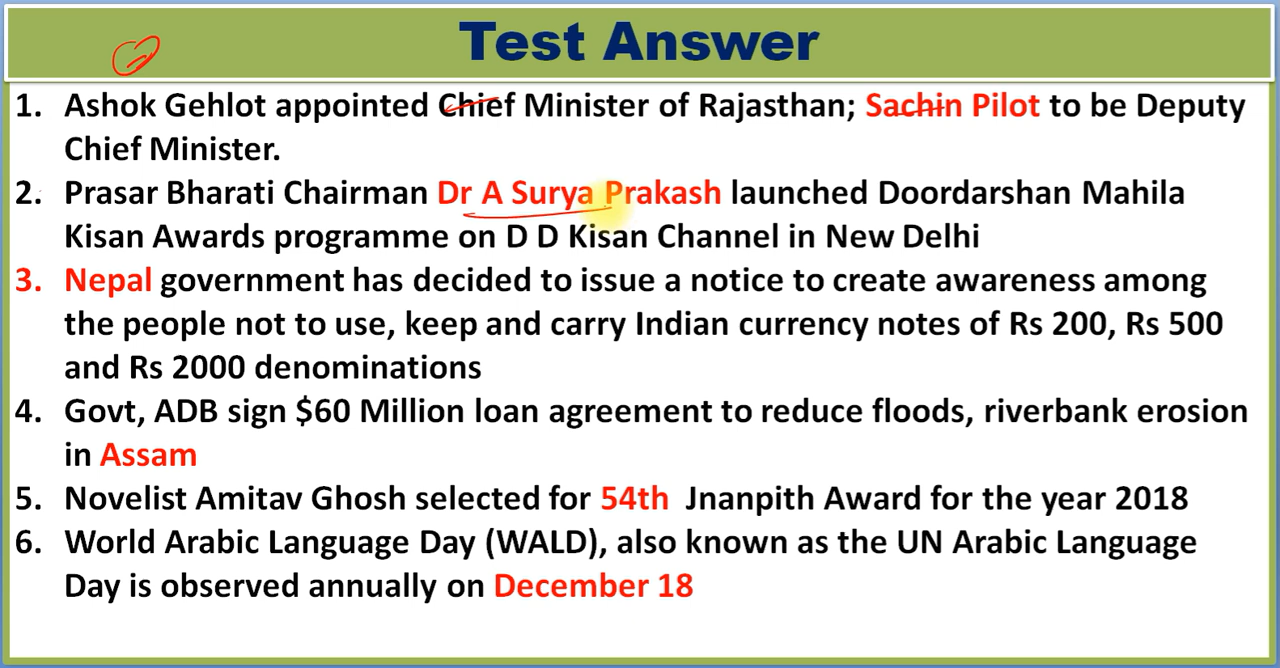 Test Answer
1. Ashok Gehlot appointed Chief Minister of Rajasthan; Sachin Pilot to be Deputy
Chief Minister.
2. Prasar Bharati Chairman Dr A Surya Prakash launched Doordarshan Mahila
Kisan Awards programme on D D Kisan Channel in New Delhi
3. Nepal government has decided to issue a notice to create awareness among
the people not to use, keep and carry Indian currency notes of Rs 200, Rs 500
and Rs 2000 denominations
4. Govt, ADB sign $60 Million loan agreement to reduce floods, riverbank erosion
in Assam
5. Novelist Amitav Ghosh selected for 54th Jnanpith Award for the year 2018
6. World Arabic Language Day (WALD), also known as the UN Arabic Language
Day is observed annually on December 18